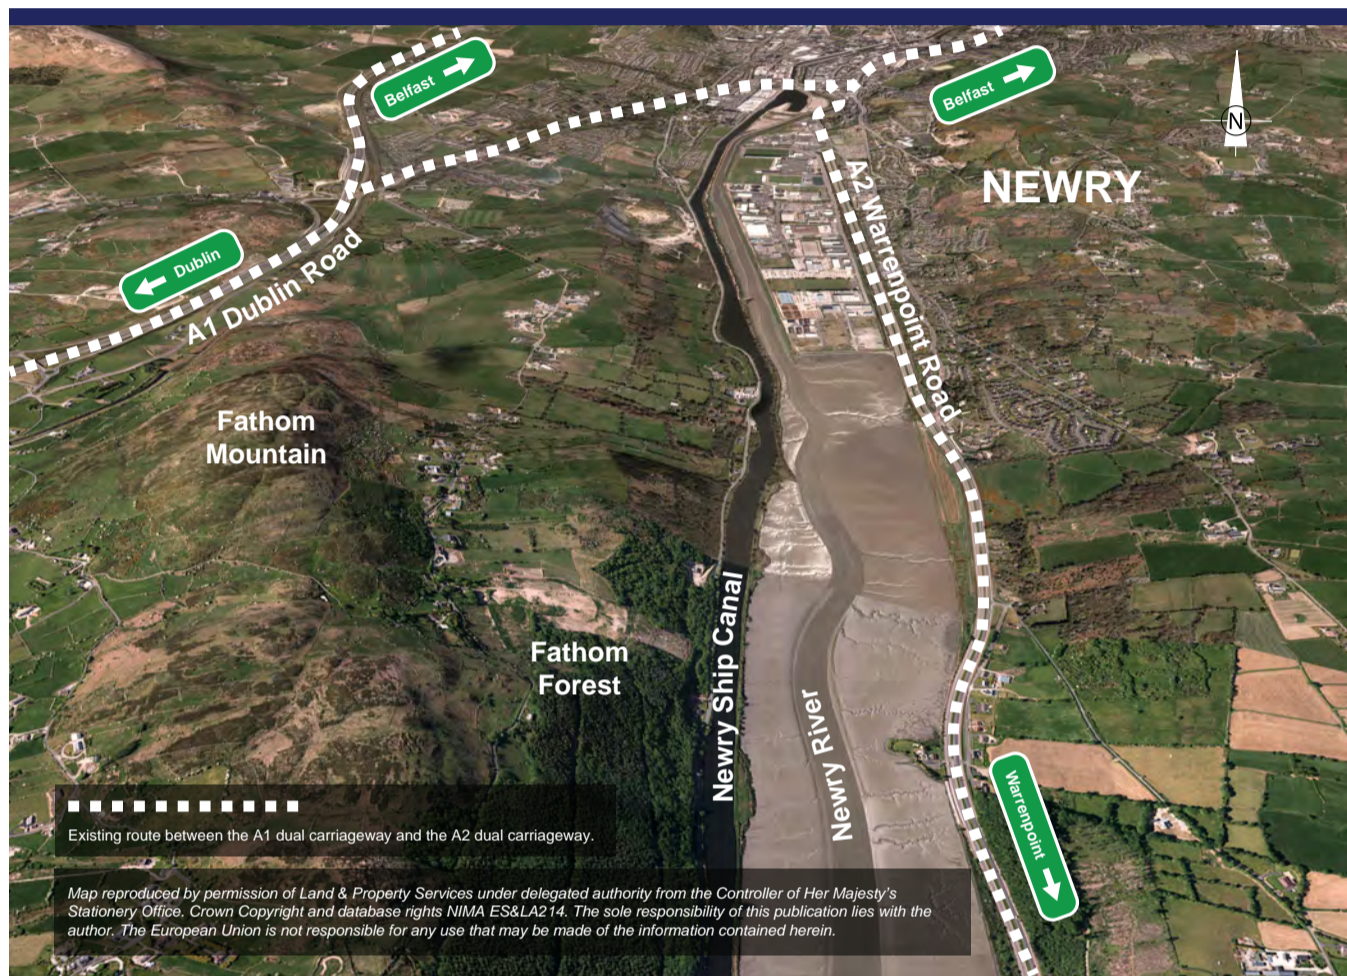 Belfast
Belfast
N
NEWRY
A2 Warrenpoint Road
Dublin
A1 Dublin Road
Fathom
Mountain
Fathom
Forest
Newry Ship Canal
Newry River
Warrenpoint
Existing route between the A1 dual carriageway and the A2 dual carriageway.
Map reproduced by permission of Land & Property Services under delegated authority from the Controller of Her Majesty's
Stationery Office. Crown Copyright and database rights NIMA ES&LA214. The sole responsibility of this publication lies with the
author. The European Union is not responsible for any use that may be made of the information contained herein.